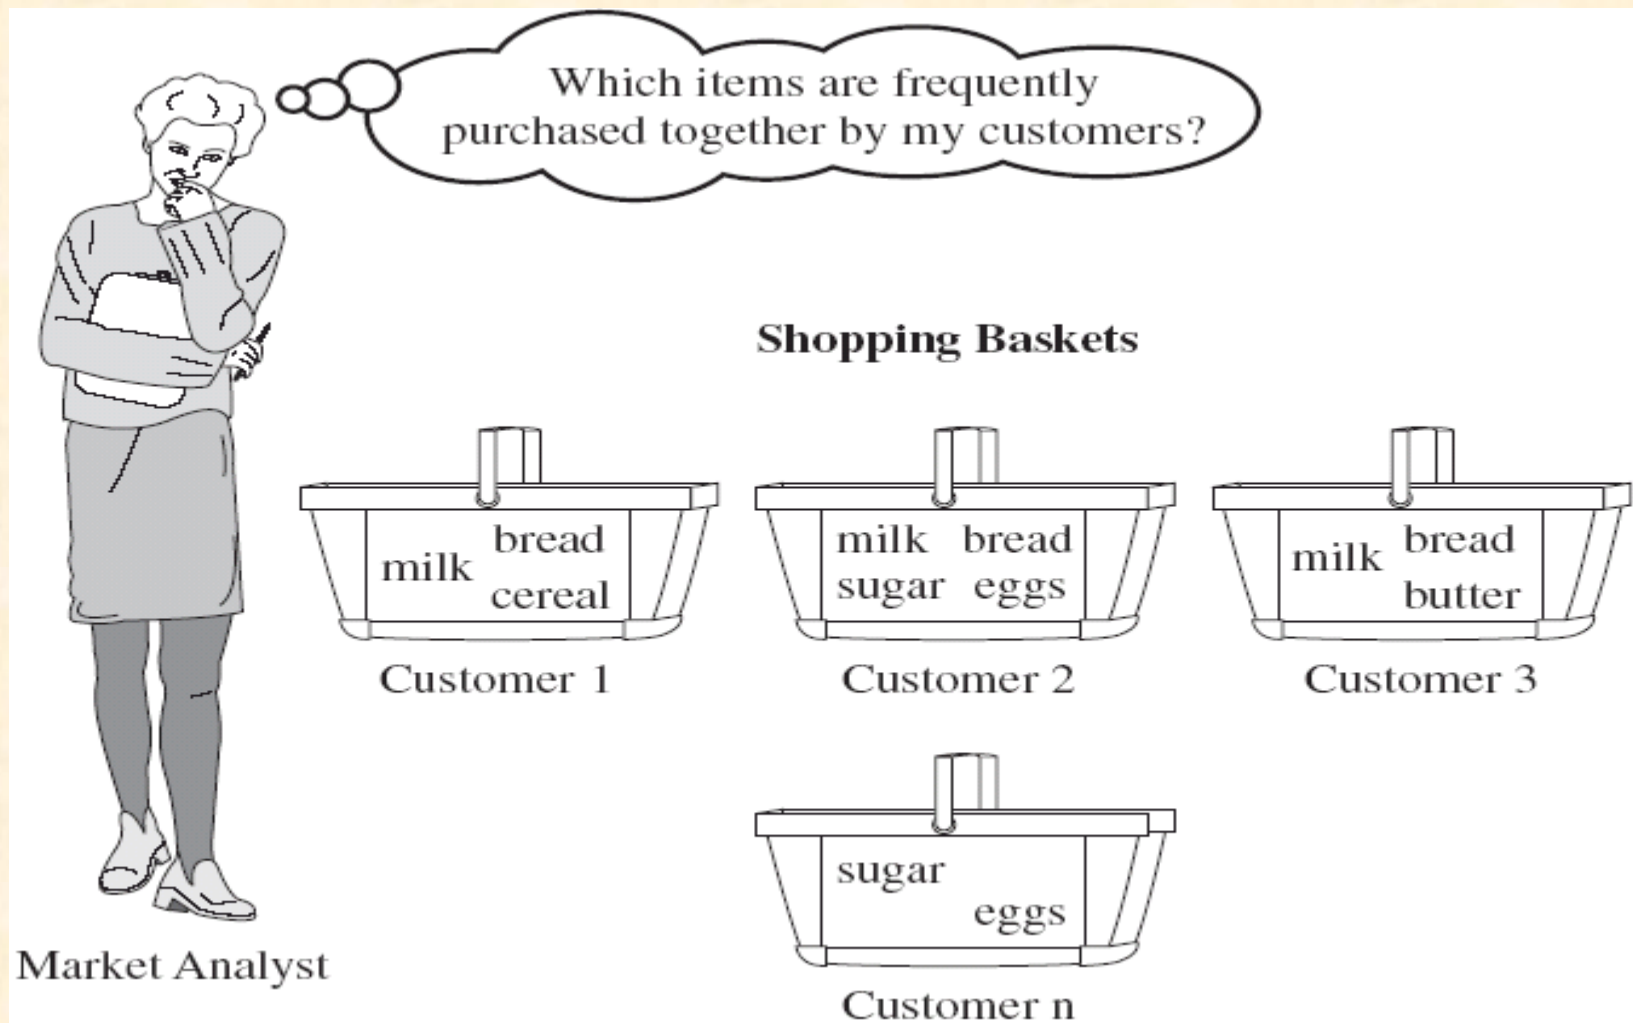 Which items are frequently
purchased together by my customers?
Shopping Baskets
milk bread
cereal
Customer 1
milk bread
sugar eggs
Customer 2
milk bread
butter
Customer 3
sugar
eggs
Customer n
Market Analyst